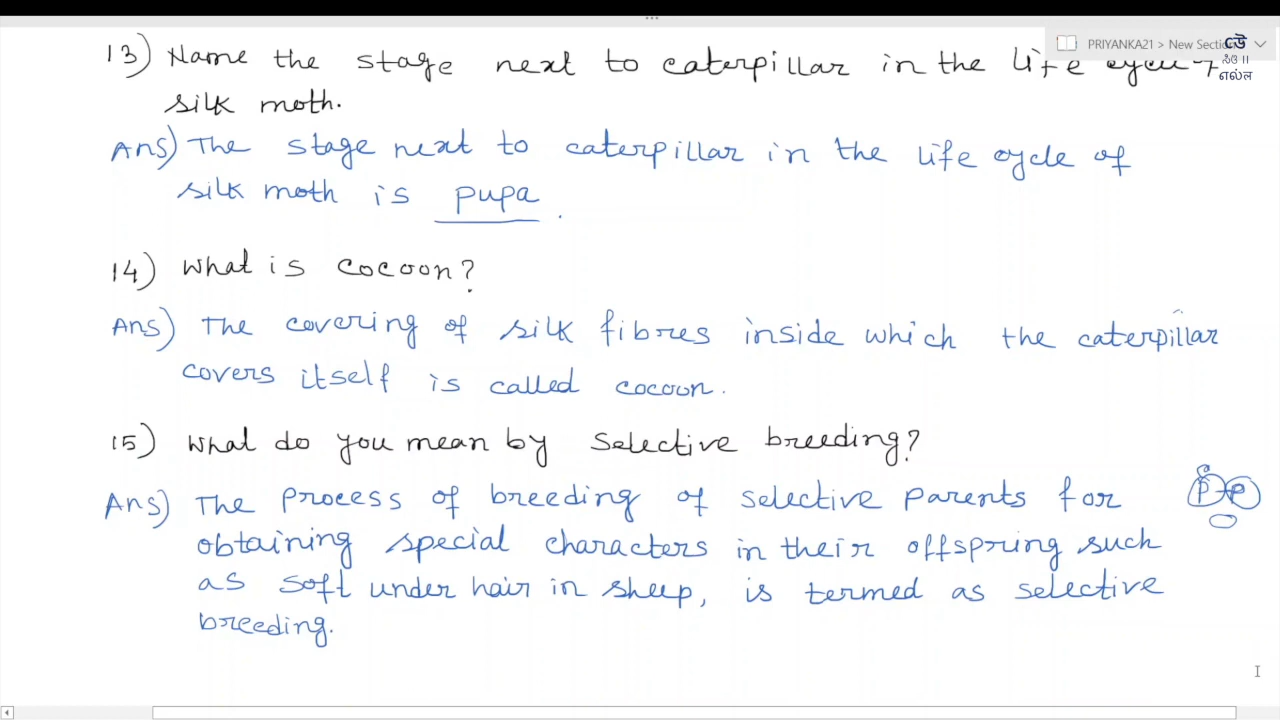 PRIYANKA21 > New Section
13) Name the stage next to caterpillar in the life cycle of
silk moth.
Ans) The stage next to caterpillar in the life cycle of
silk moth is pupa.
14) What is cocoon?
Ans) The covering of silk fibres inside which the caterpillar
covers itself is called cocoon.
15) What do you mean by selective breeding?
Ans) The process of breeding of selective parents for
obtaining special characters in their offspring such
as soft under hair in sheep, is termed as selective
breeding.
P P